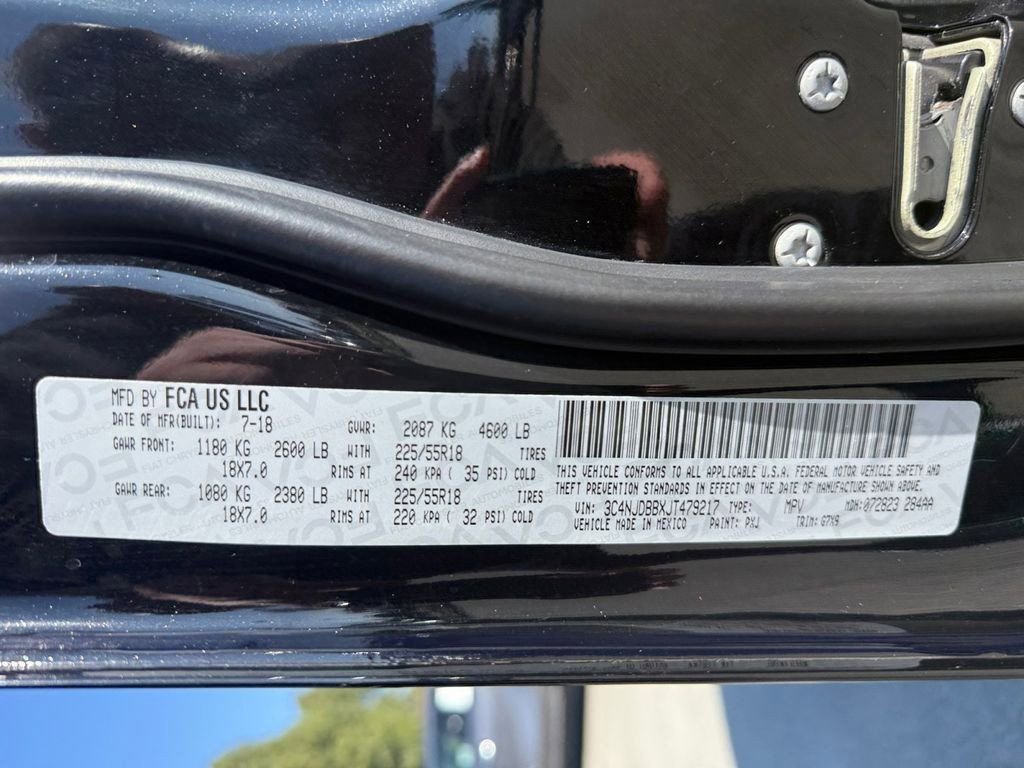 MFD BY FCA US LLC
DATE OF MFR(BUILT): 7-18 GVWR: 2087 KG 4600 LB
GAWR FRONT: 1180 KG 2600 LB WITH 225/55R18 TIRES
18X7.0 RIMS AT 240 KPA ( 35 PSI) COLD
GAWR REAR: 1080 KG 2380 LB WITH 225/55R18 TIRES
18X7.0 RIMS AT 220 KPA ( 32 PSI) COLD
THIS VEHICLE CONFORMS TO ALL APPLICABLE U.S.A. FEDERAL MOTOR VEHICLE SAFETY AND
THEFT PREVENTION STANDARDS IN EFFECT ON THE DATE OF MANUFACTURE SHOWN ABOVE.
VIN: 3C4NJDBBXJT479217 TYPE: MPV MDH: 072823 284AA
VEHICLE MADE IN MEXICO PAINT: PXJ TRIM: G7X9